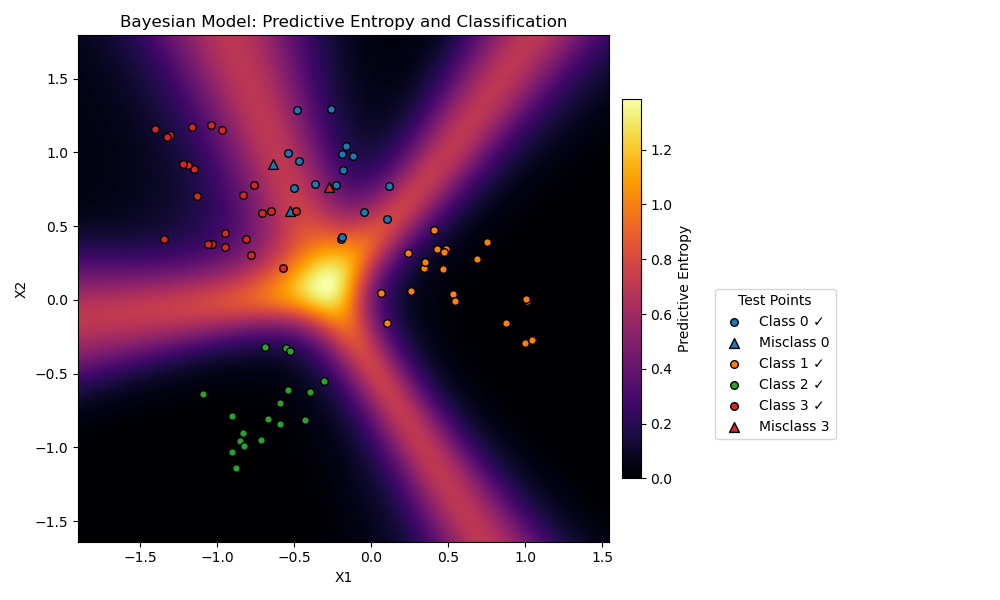 Bayesian Model: Predictive Entropy and Classification
X2
1.5
1.0
0.5
0.0
−0.5
−1.0
−1.5
−1.5
−1.0
−0.5
0.0
0.5
1.0
1.5
X1
1.2
1.0
0.8
0.6
0.4
0.2
0.0
Predictive Entropy
Test Points
Class 0 ✓
Misclass 0
Class 1 ✓
Class 2 ✓
Class 3 ✓
Misclass 3